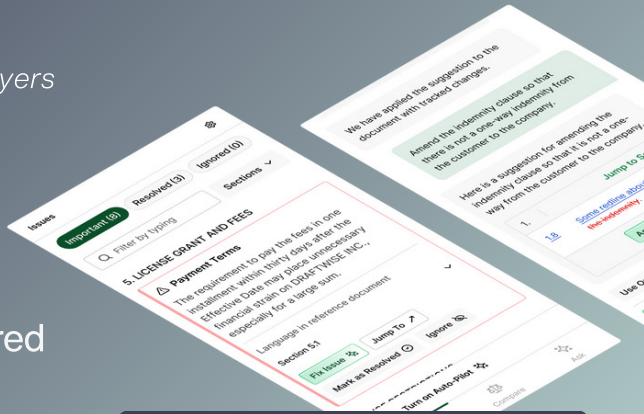 yers
red
Issues
Important (8) Resolved (3) Ignored (0)
Filter by typing Sections
5. LICENSE GRANT AND FEES
Payment Terms
The requirement to pay the fees in one
installment within thirty days after the
Effective Date may place unnecessary
financial strain on DRAFTWISE INC.,
especially for a large sum.
Language in reference document
Section 5.1
Fix Issue Jump To
Mark as Resolved Ignore
Turn on Auto-Pilot
Compare
Ask
We have applied the suggestion to the
document with tracked changes.
Amend the indemnity clause so that
there is not a one-way indemnity from
the customer to the company.
Here is a suggestion for amending the
indemnity clause so that it is not a one-
way from the customer to the company.
Jump to
1.
1.8 Some redline
the indemnity.
Use